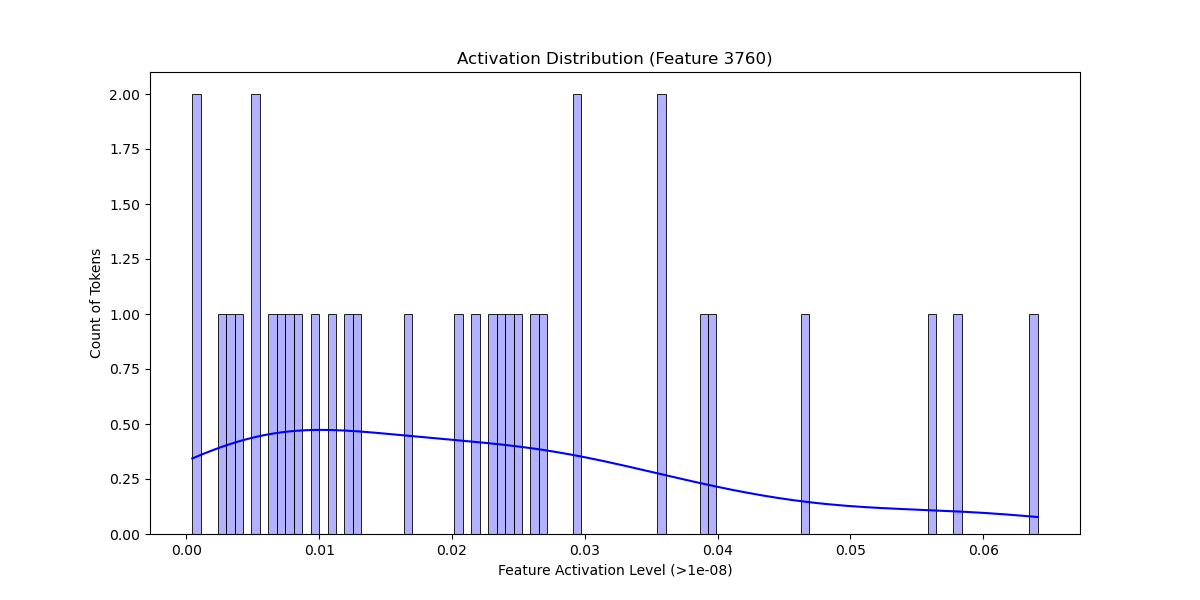 Activation Distribution (Feature 3760)
Count of Tokens
2.00
1.75
1.50
1.25
1.00
0.75
0.50
0.25
0.00
0.00 0.01 0.02 0.03 0.04 0.05 0.06
Feature Activation Level (>1e-08)